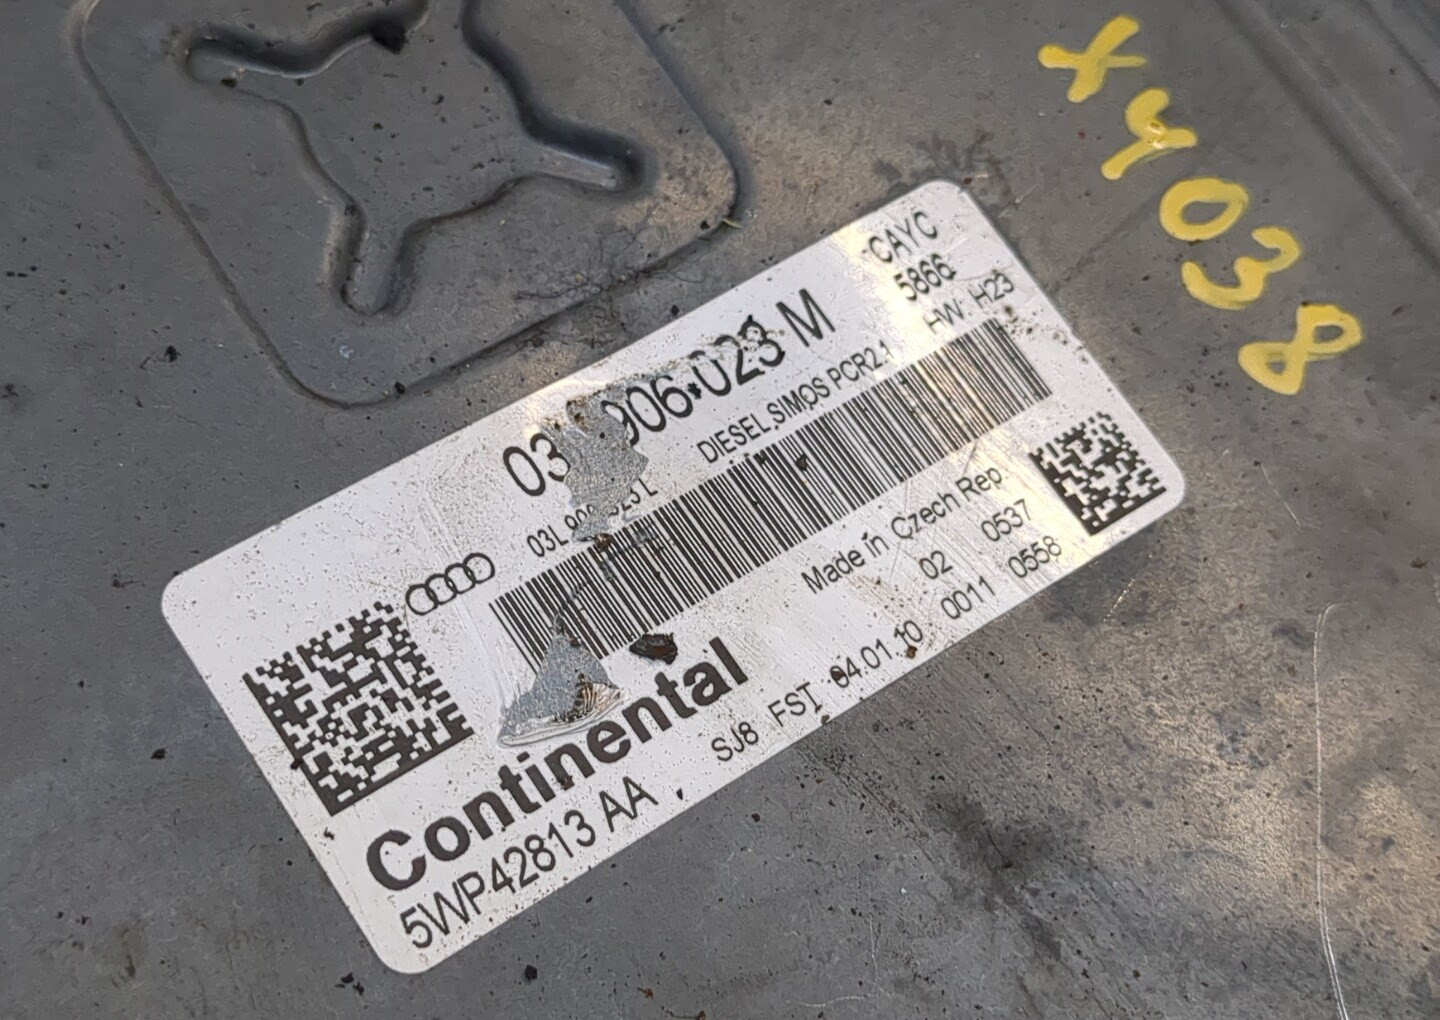 X4038
CAYC
5866
HW: H23
906 023 M
DIESEL SIMOS PCR2.1
03L
Made in Czech Rep.
02 0537
0011 0558
Continental
SJ8 FST 04.01.10
5WP42813 AA